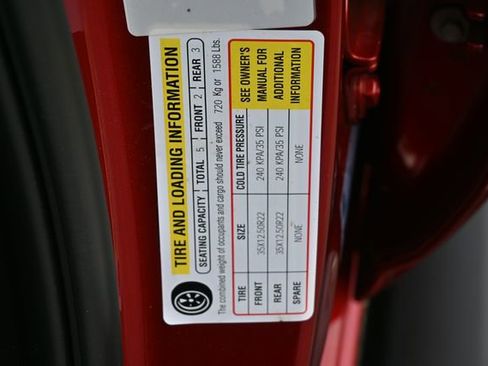 TIRE AND LOADING INFORMATION
SEATING CAPACITY TOTAL 5 FRONT 2 REAR 3
The combined weight of occupants and cargo should never exceed 720 Kg or 1588 Lbs.
TIRE SIZE COLD TIRE PRESSURE SEE OWNER'S
FRONT 35X12.50R22 240 KPA/35 PSI MANUAL FOR
REAR 35X12.50R22 240 KPA/35 PSI ADDITIONAL
SPARE NONE NONE INFORMATION